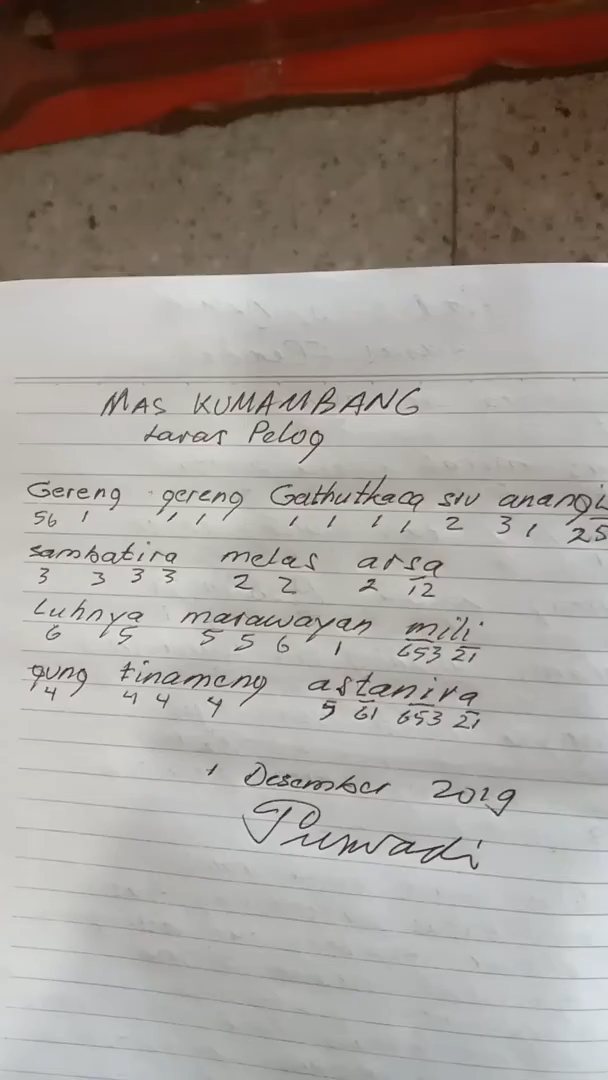 MAS KUMAMBANG
Laras Pelog
Gereng gereng Gathutkaca sru anangi
56 1 1 1 1 1 1 1 1 2 3 1 25
sambatira melas arsa
3 3 3 3 2 2 2 12
Luhnya marawayan mili
6 5 5 5 6 1 653 21
gung tinameng astanira
4 4 4 4 5 61 653 21
1 Desember 2019
Purwadi